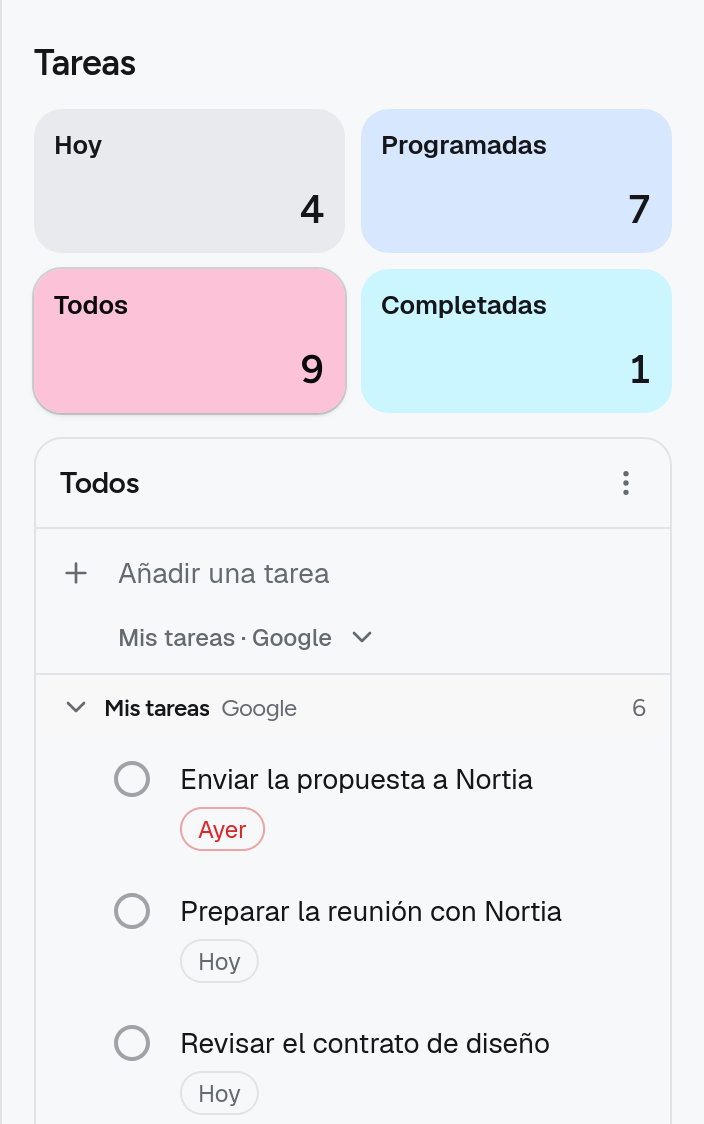 Tareas
Hoy
4
Programadas
7
Todos
9
Completadas
1
Todos
Añadir una tarea
Mis tareas · Google
Mis tareas Google 6
Enviar la propuesta a Nortia
Ayer
Preparar la reunión con Nortia
Hoy
Revisar el contrato de diseño
Hoy